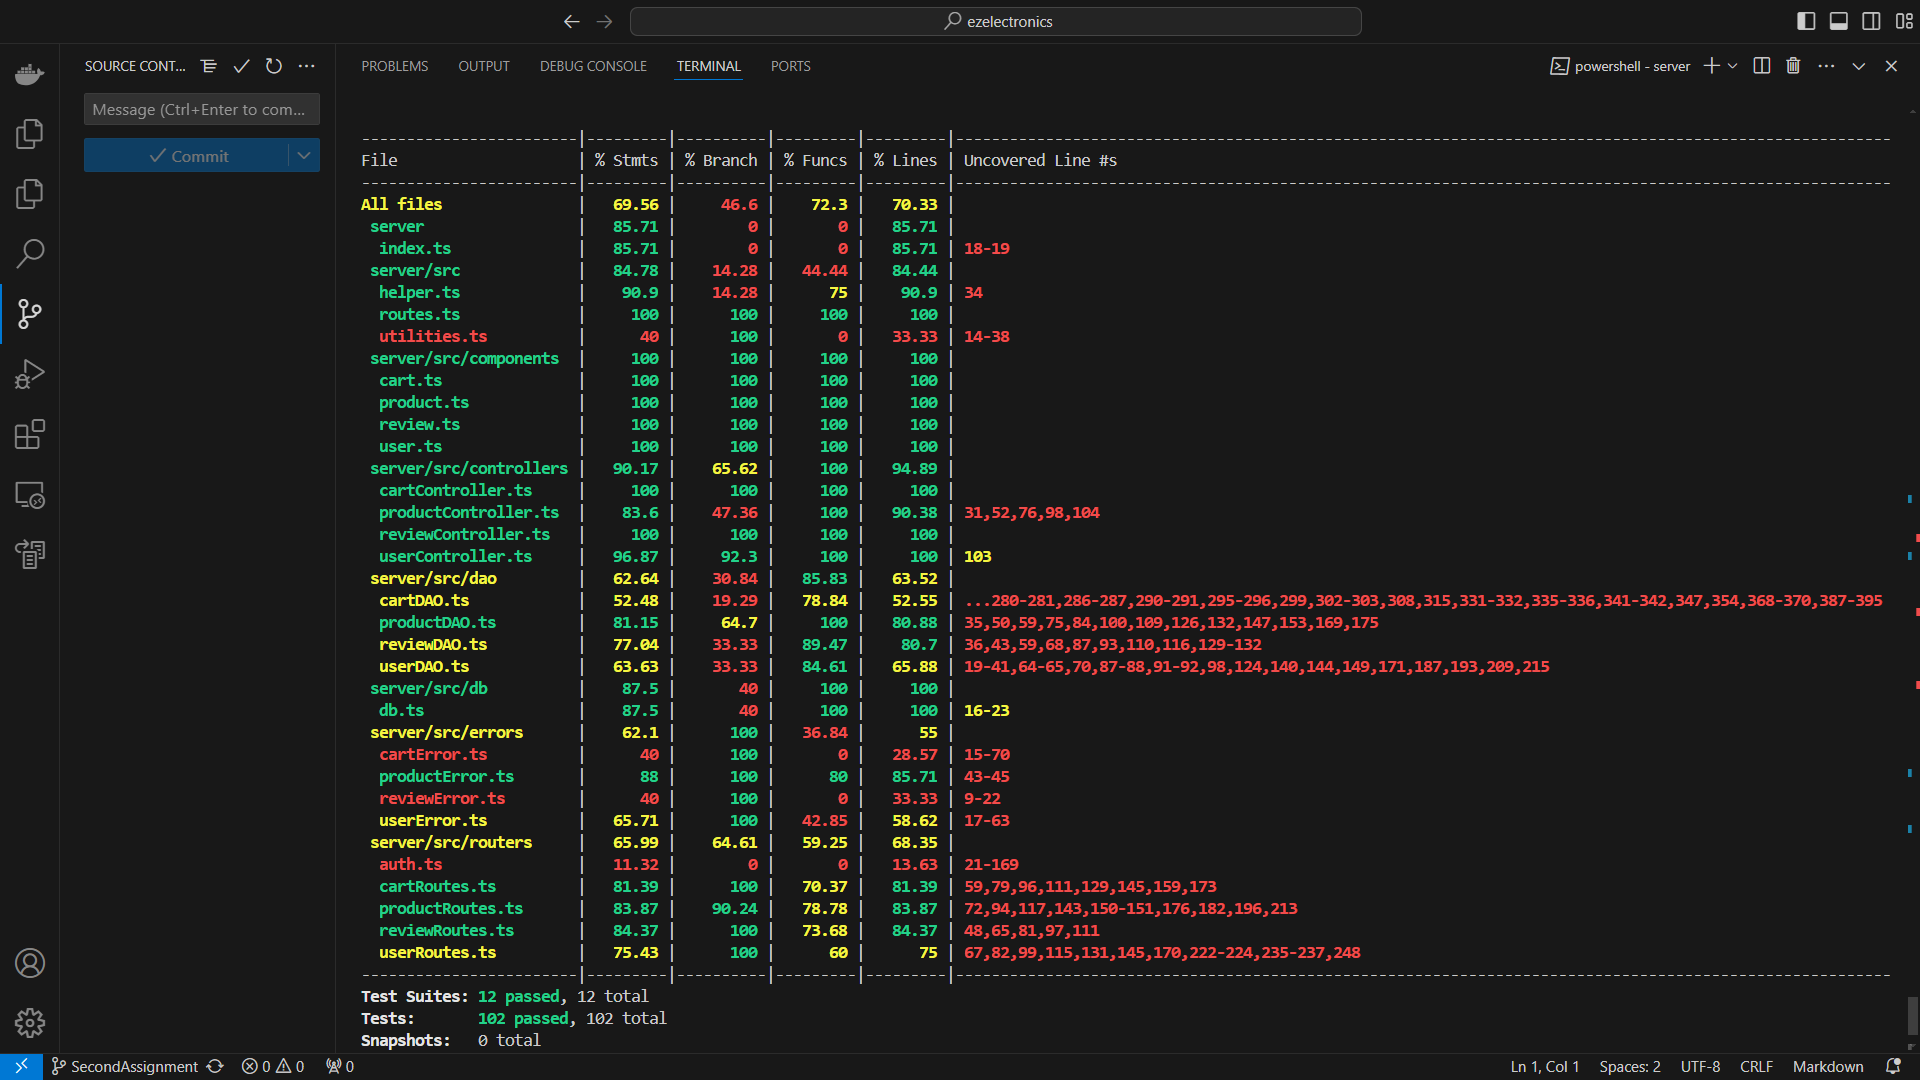 ezelectronics
SOURCE CONT...
Message (Ctrl+Enter to com...
Commit
PROBLEMS OUTPUT DEBUG CONSOLE TERMINAL PORTS
powershell - server
------------------------|---------|----------|---------|---------|--------------------------------------------------------------------------------------------------------
File | % Stmts | % Branch | % Funcs | % Lines | Uncovered Line #s
------------------------|---------|----------|---------|---------|--------------------------------------------------------------------------------------------------------
All files | 69.56 | 46.6 | 72.3 | 70.33 |
server | 85.71 | 0 | 0 | 85.71 |
index.ts | 85.71 | 0 | 0 | 85.71 | 18-19
server/src | 84.78 | 14.28 | 44.44 | 84.44 |
helper.ts | 90.9 | 14.28 | 75 | 90.9 | 34
routes.ts | 100 | 100 | 100 | 100 |
utilities.ts | 40 | 100 | 0 | 33.33 | 14-38
server/src/components | 100 | 100 | 100 | 100 |
cart.ts | 100 | 100 | 100 | 100 |
product.ts | 100 | 100 | 100 | 100 |
review.ts | 100 | 100 | 100 | 100 |
user.ts | 100 | 100 | 100 | 100 |
server/src/controllers | 90.17 | 65.62 | 100 | 94.89 |
cartController.ts | 100 | 100 | 100 | 100 |
productController.ts | 83.6 | 47.36 | 100 | 90.38 | 31,52,76,98,104
reviewController.ts | 100 | 100 | 100 | 100 |
userController.ts | 96.87 | 92.3 | 100 | 100 | 103
server/src/dao | 62.64 | 30.84 | 85.83 | 63.52 |
cartDAO.ts | 52.48 | 19.29 | 78.84 | 52.55 | ...280-281,286-287,290-291,295-296,299,302-303,308,315,331-332,335-336,341-342,347,354,368-370,387-395
productDAO.ts | 81.15 | 64.7 | 100 | 80.88 | 35,50,59,75,84,100,109,126,132,147,153,169,175
reviewDAO.ts | 77.04 | 33.33 | 89.47 | 80.7 | 36,43,59,68,87,93,110,116,129-132
userDAO.ts | 63.63 | 33.33 | 84.61 | 65.88 | 19-41,64-65,70,87-88,91-92,98,124,140,144,149,171,187,193,209,215
server/src/db | 87.5 | 40 | 100 | 100 |
db.ts | 87.5 | 40 | 100 | 100 | 16-23
server/src/errors | 62.1 | 100 | 36.84 | 55 |
cartError.ts | 40 | 100 | 0 | 28.57 | 15-70
productError.ts | 88 | 100 | 80 | 85.71 | 43-45
reviewError.ts | 40 | 100 | 0 | 33.33 | 9-22
userError.ts | 65.71 | 100 | 42.85 | 58.62 | 17-63
server/src/routers | 65.99 | 64.61 | 59.25 | 68.35 |
auth.ts | 11.32 | 0 | 0 | 13.63 | 21-169
cartRoutes.ts | 81.39 | 100 | 70.37 | 81.39 | 59,79,96,111,129,145,159,173
productRoutes.ts | 83.87 | 90.24 | 78.78 | 83.87 | 72,94,117,143,150-151,176,182,196,213
reviewRoutes.ts | 84.37 | 100 | 73.68 | 84.37 | 48,65,81,97,111
userRoutes.ts | 75.43 | 100 | 60 | 75 | 67,82,99,115,131,145,170,222-224,235-237,248
------------------------|---------|----------|---------|---------|--------------------------------------------------------------------------------------------------------
Test Suites: 12 passed, 12 total
Tests: 102 passed, 102 total
Snapshots: 0 total
SecondAssignment 0 0 0 Ln 1, Col 1 Spaces: 2 UTF-8 CRLF Markdown